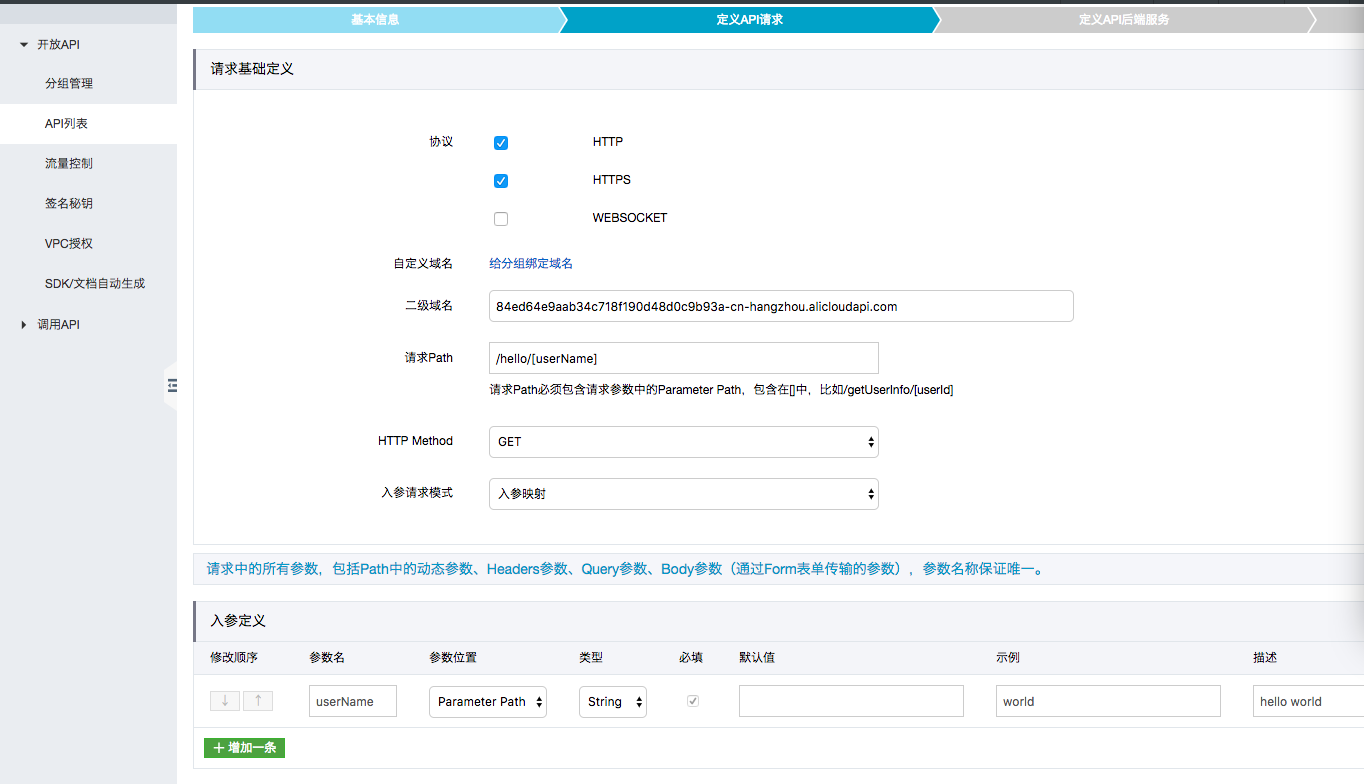 基本信息
定义API请求
定义API后端服务
开放API
分组管理
API列表
流量控制
签名秘钥
VPC授权
SDK/文档自动生成
调用API
请求基础定义
协议
HTTP
HTTPS
WEBSOCKET
自定义域名 给分组绑定域名
二级域名 84ed64e9aab34c718f190d48d0c9b93a-cn-hangzhou.alicloudapi.com
请求Path /hello/[userName]
请求Path必须包含请求参数中的Parameter Path，包含在[]中，比如/getUserInfo/[userId]
HTTP Method GET
入参请求模式 入参映射
请求中的所有参数，包括Path中的动态参数、Headers参数、Query参数、Body参数（通过Form表单传输的参数），参数名称保证唯一。
入参定义
修改顺序 参数名 参数位置 类型 必填 默认值 示例 描述
↓ ↑ userName Parameter Path String world hello world
+ 增加一条